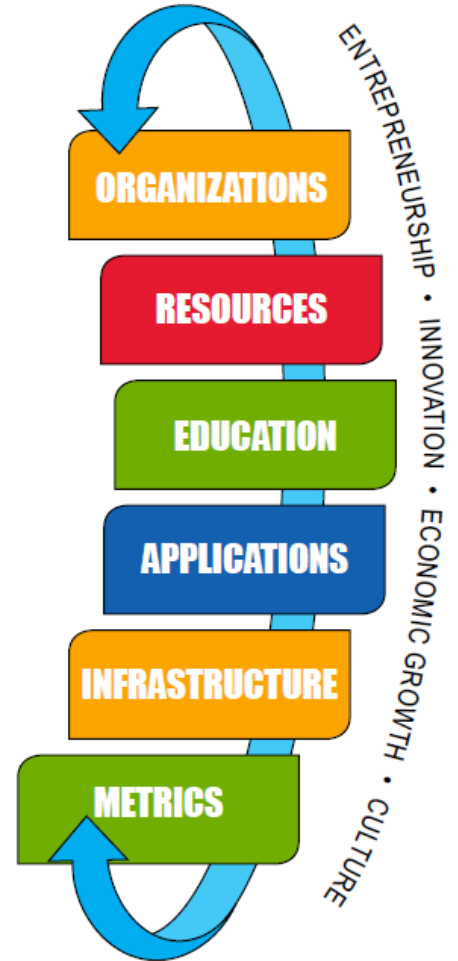 ORGANIZATIONS
RESOURCES
EDUCATION
APPLICATIONS
INFRASTRUCTURE
METRICS
ENTREPRENEURSHIP • INNOVATION • ECONOMIC GROWTH • CULTURE